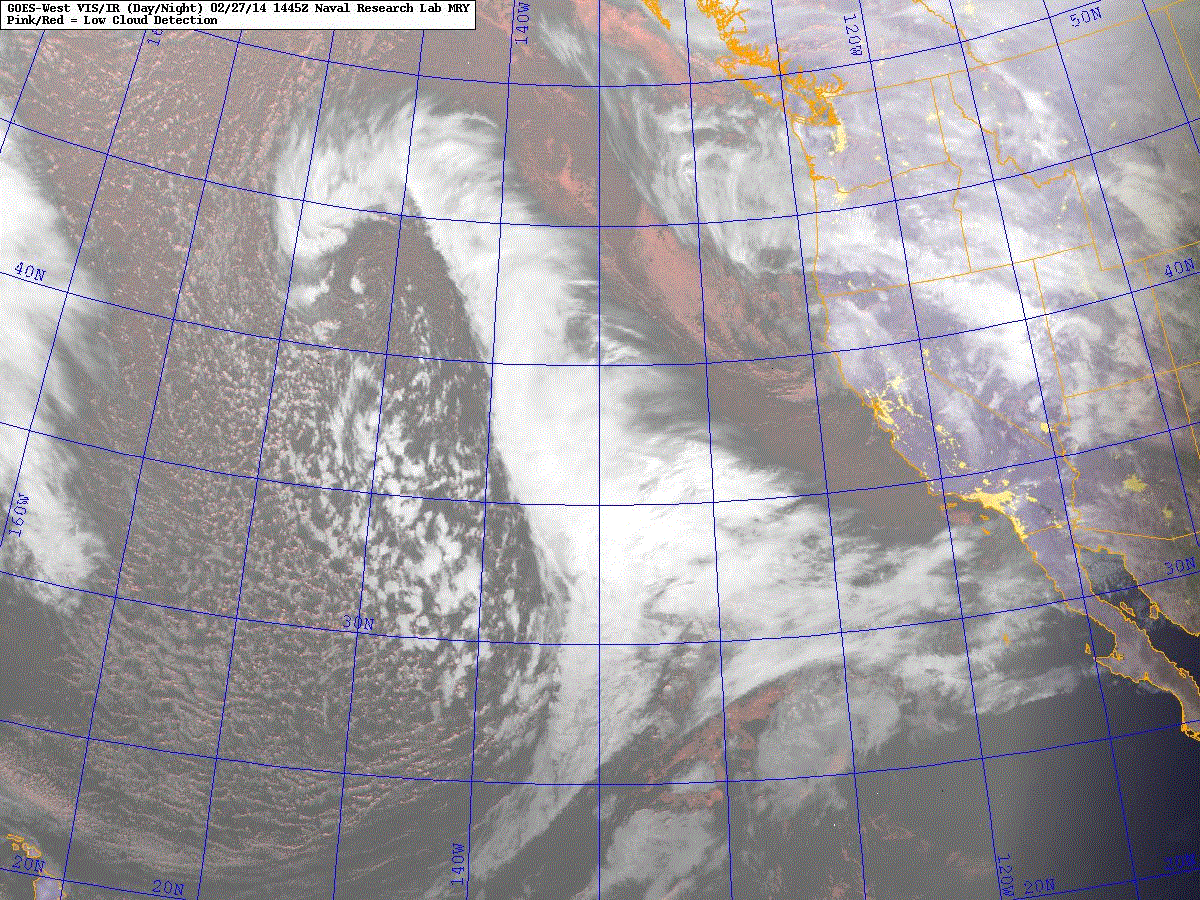 GOES-West VIS/IR (Day/Night) 02/27/14 1445Z Naval Research Lab MRY
Pink/Red = Low Cloud Detection
140W
120W
50N
40N
40N
160W
30N
30N
140W
120W
20N
20N
20N